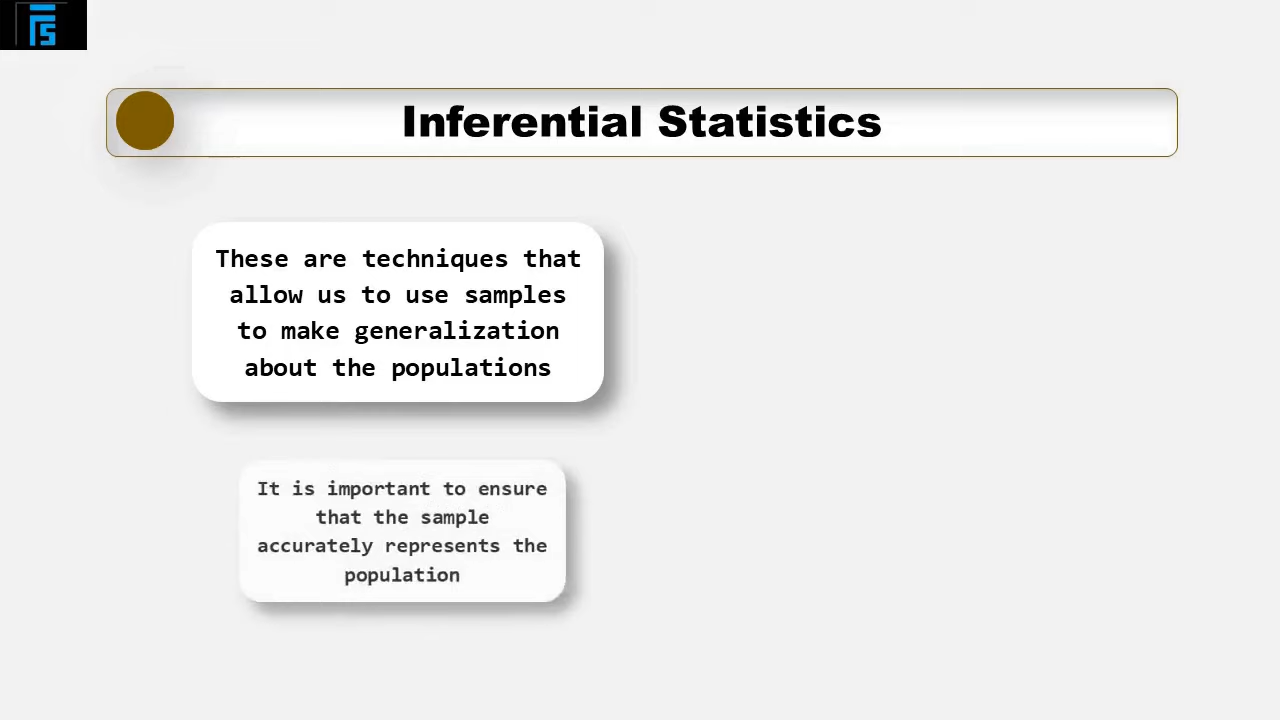 Inferential Statistics
These are techniques that
allow us to use samples
to make generalization
about the populations
It is important to ensure
that the sample
accurately represents the
population